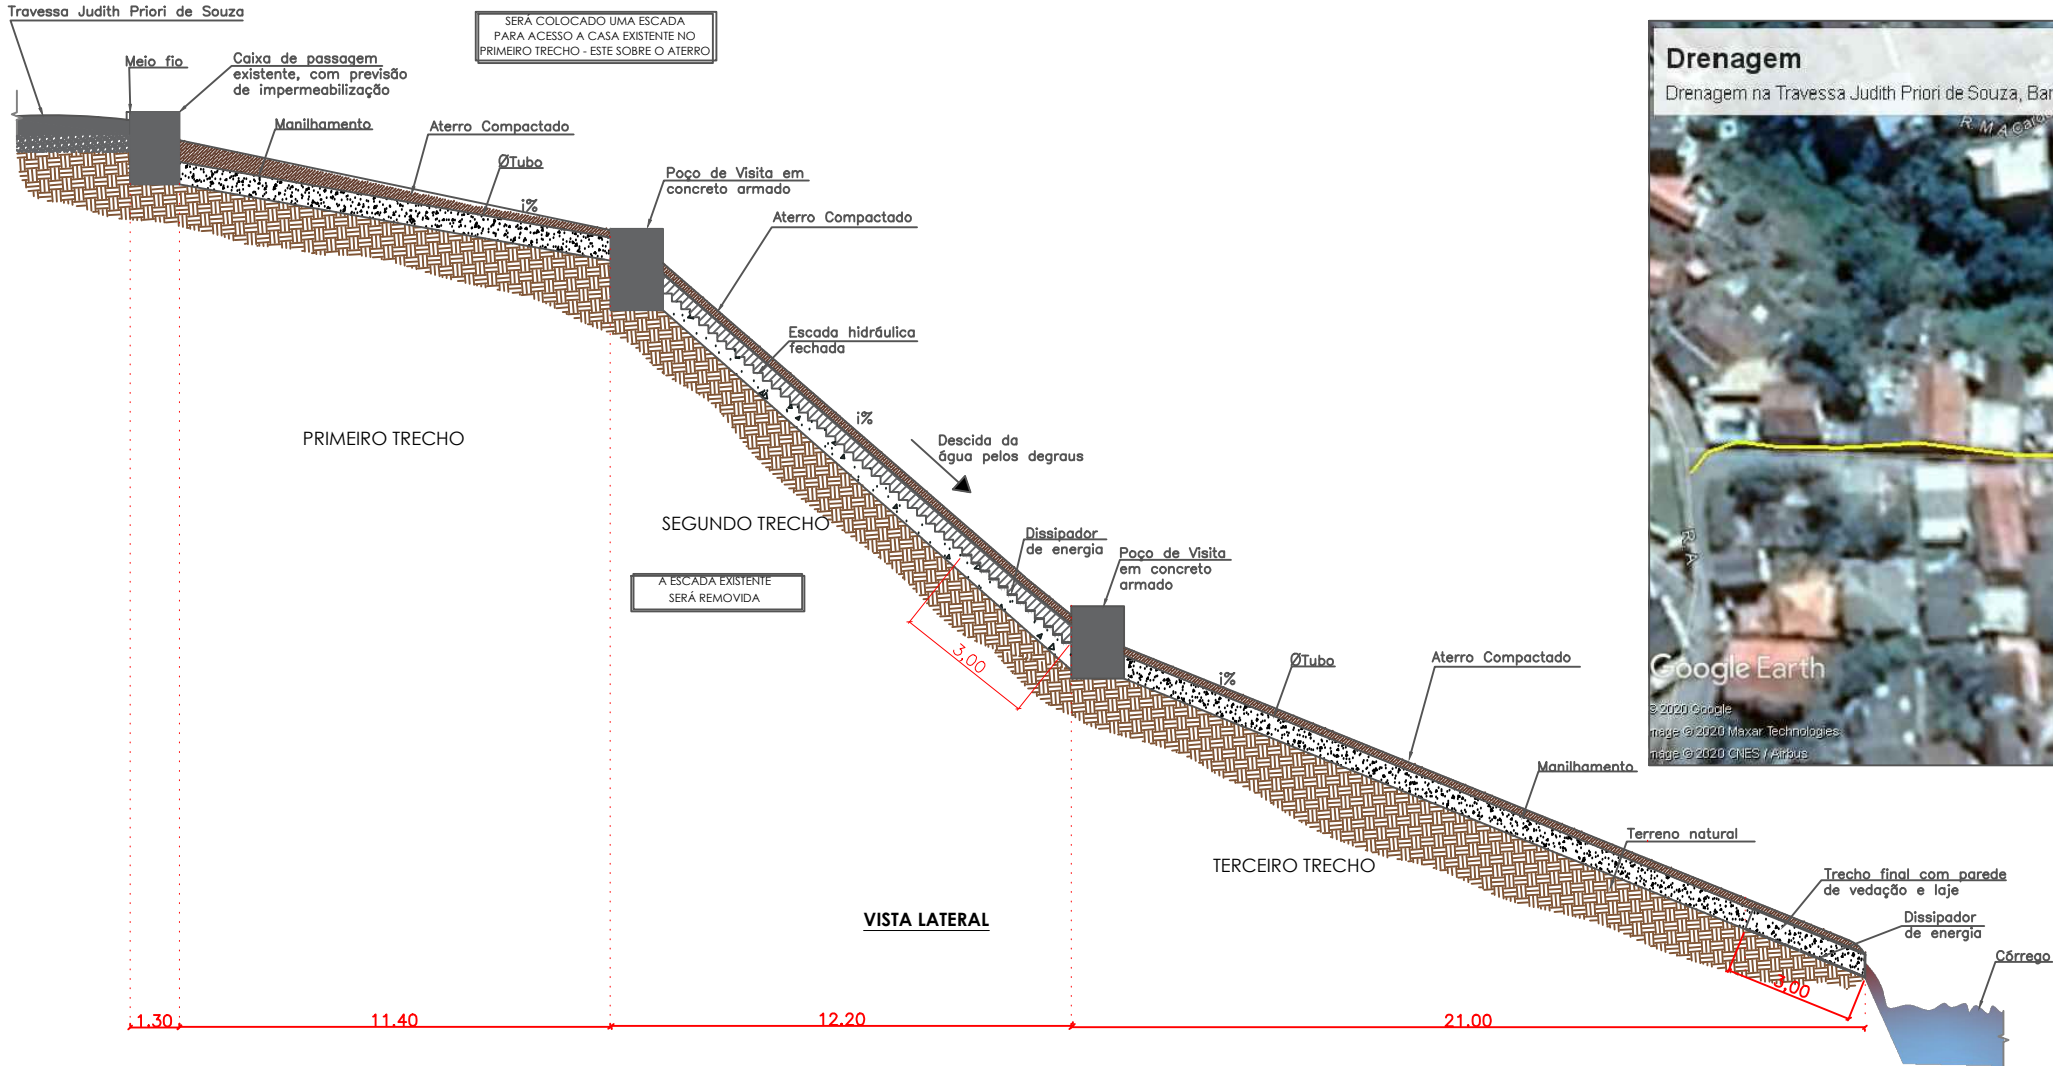 Travessa Judith Priori de Souza
SERÁ COLOCADO UMA ESCADA
PARA ACESSO A CASA EXISTENTE NO
PRIMEIRO TRECHO - ESTE SOBRE O ATERRO
Meio fio
Caixa de passagem
existente, com previsão
de impermeabilização
Manilhamento
Aterro Compactado
ØTubo
i%
Poço de Visita em
concreto armado
Aterro Compactado
Escada hidráulica
fechada
i%
Descida da
água pelos degraus
PRIMEIRO TRECHO
SEGUNDO TRECHO
A ESCADA EXISTENTE
SERÁ REMOVIDA
Dissipador
de energia
Poço de Visita
em concreto
armado
3,00
i%
ØTubo
Aterro Compactado
Manilhamento
Terreno natural
TERCEIRO TRECHO
Trecho final com parede
de vedação e laje
Dissipador
de energia
Córrego
3,00
VISTA LATERAL
1.30
11.40
12.20
21.00
Drenagem
Drenagem na Travessa Judith Priori de Souza, Bar
R. M A
R. A
Google Earth
© 2020 Google
mage © 2020 Maxar Technologies
mage © 2020 CNES / Airbus